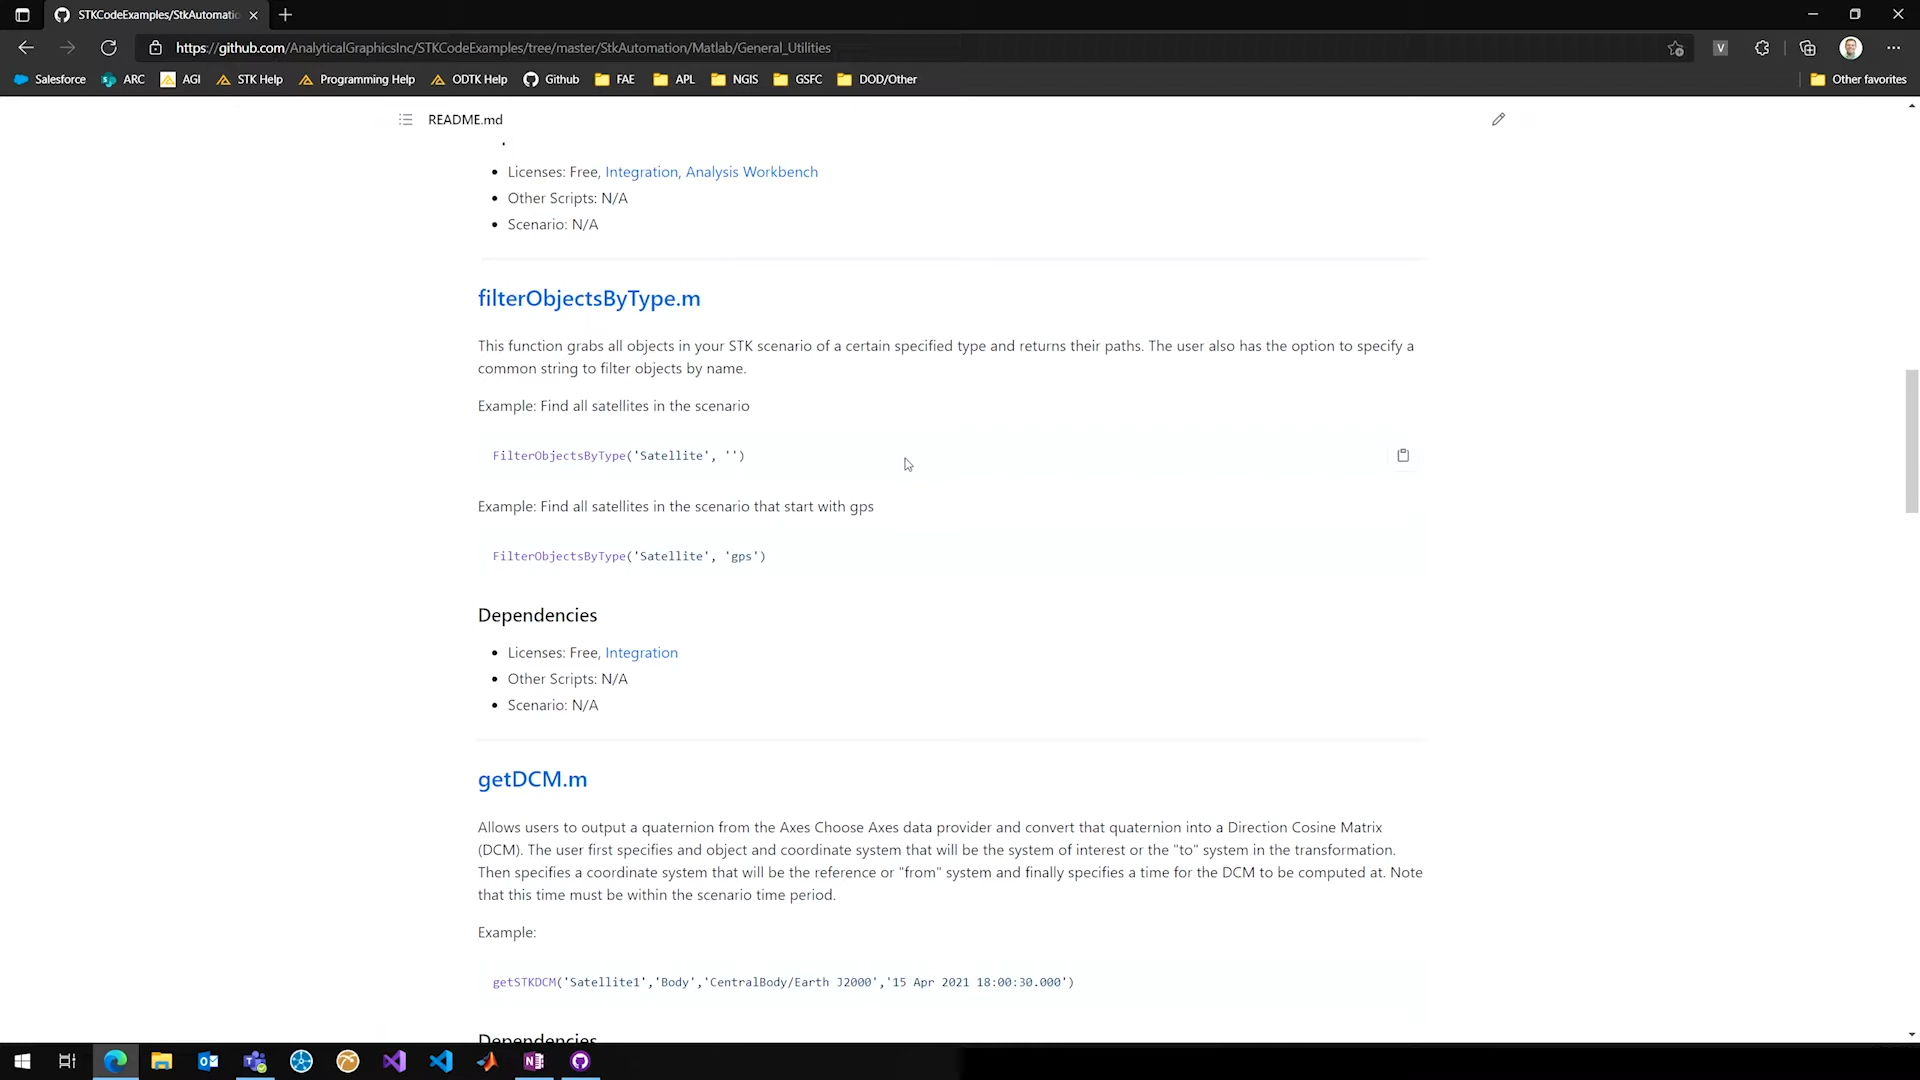 STKCodeExamples/StkAutomatio
https://github.com/AnalyticalGraphicsInc/STKCodeExamples/tree/master/StkAutomation/Matlab/General_Utilities
V
Salesforce ARC AGI STK Help Programming Help ODTK Help Github FAE APL NGIS GSFC DOD/Other Other favorites
README.md
• Licenses: Free, Integration, Analysis Workbench
• Other Scripts: N/A
• Scenario: N/A
filterObjectsByType.m
This function grabs all objects in your STK scenario of a certain specified type and returns their paths. The user also has the option to specify a
common string to filter objects by name.
Example: Find all satellites in the scenario
FilterObjectsByType('Satellite', '')
Example: Find all satellites in the scenario that start with gps
FilterObjectsByType('Satellite', 'gps')
Dependencies
• Licenses: Free, Integration
• Other Scripts: N/A
• Scenario: N/A
getDCM.m
Allows users to output a quaternion from the Axes Choose Axes data provider and convert that quaternion into a Direction Cosine Matrix
(DCM). The user first specifies and object and coordinate system that will be the system of interest or the "to" system in the transformation.
Then specifies a coordinate system that will be the reference or "from" system and finally specifies a time for the DCM to be computed at. Note
that this time must be within the scenario time period.
Example:
getSTKDCM('Satellite1','Body','CentralBody/Earth J2000','15 Apr 2021 18:00:30.000')
Dependencies